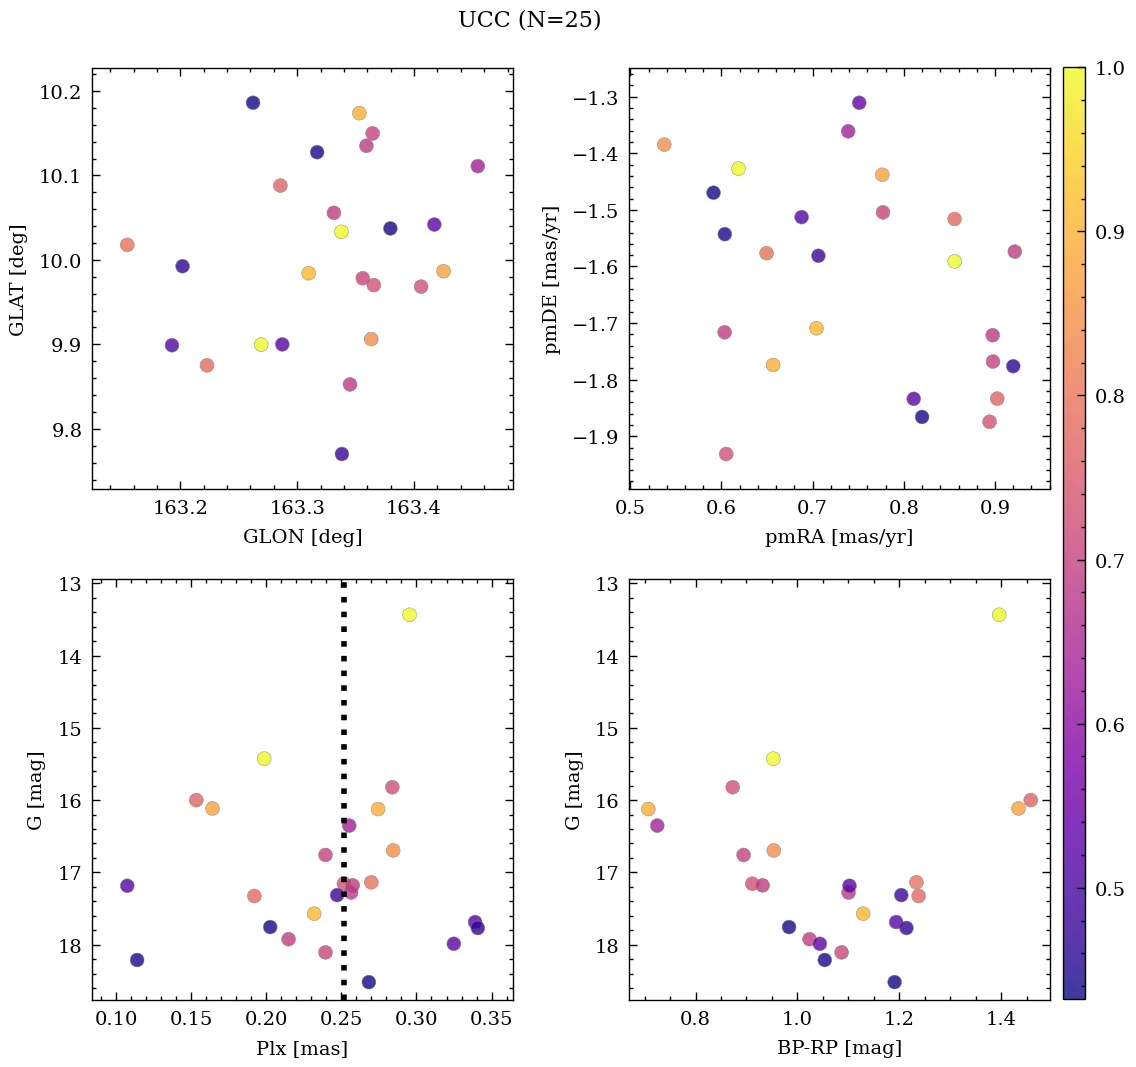 UCC (N=25)
10.2
10.1
10.0
9.9
9.8
GLAT [deg]
163.2 163.3 163.4
GLON [deg]
−1.3
−1.4
−1.5
−1.6
−1.7
−1.8
−1.9
pmDE [mas/yr]
0.5 0.6 0.7 0.8 0.9
pmRA [mas/yr]
1.0
0.9
0.8
0.7
0.6
0.5
13
14
15
16
17
18
G [mag]
0.10 0.15 0.20 0.25 0.30 0.35
Plx [mas]
13
14
15
16
17
18
G [mag]
0.8 1.0 1.2 1.4
BP-RP [mag]